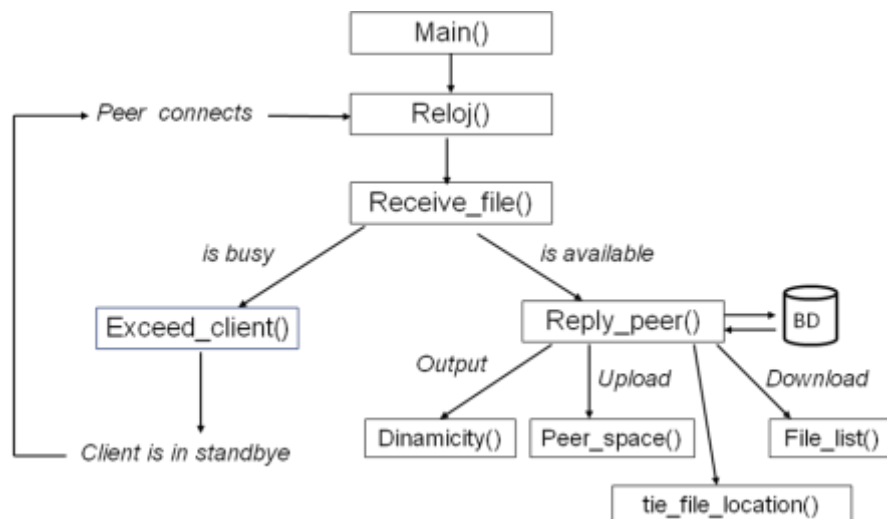 Main()
Peer connects
Reloj()
Receive_file()
is busy
is available
Exceed_client()
Reply_peer()
BD
Output
Upload
Download
Dinamicity()
Peer_space()
File_list()
Client is in standbye
tie_file_location()